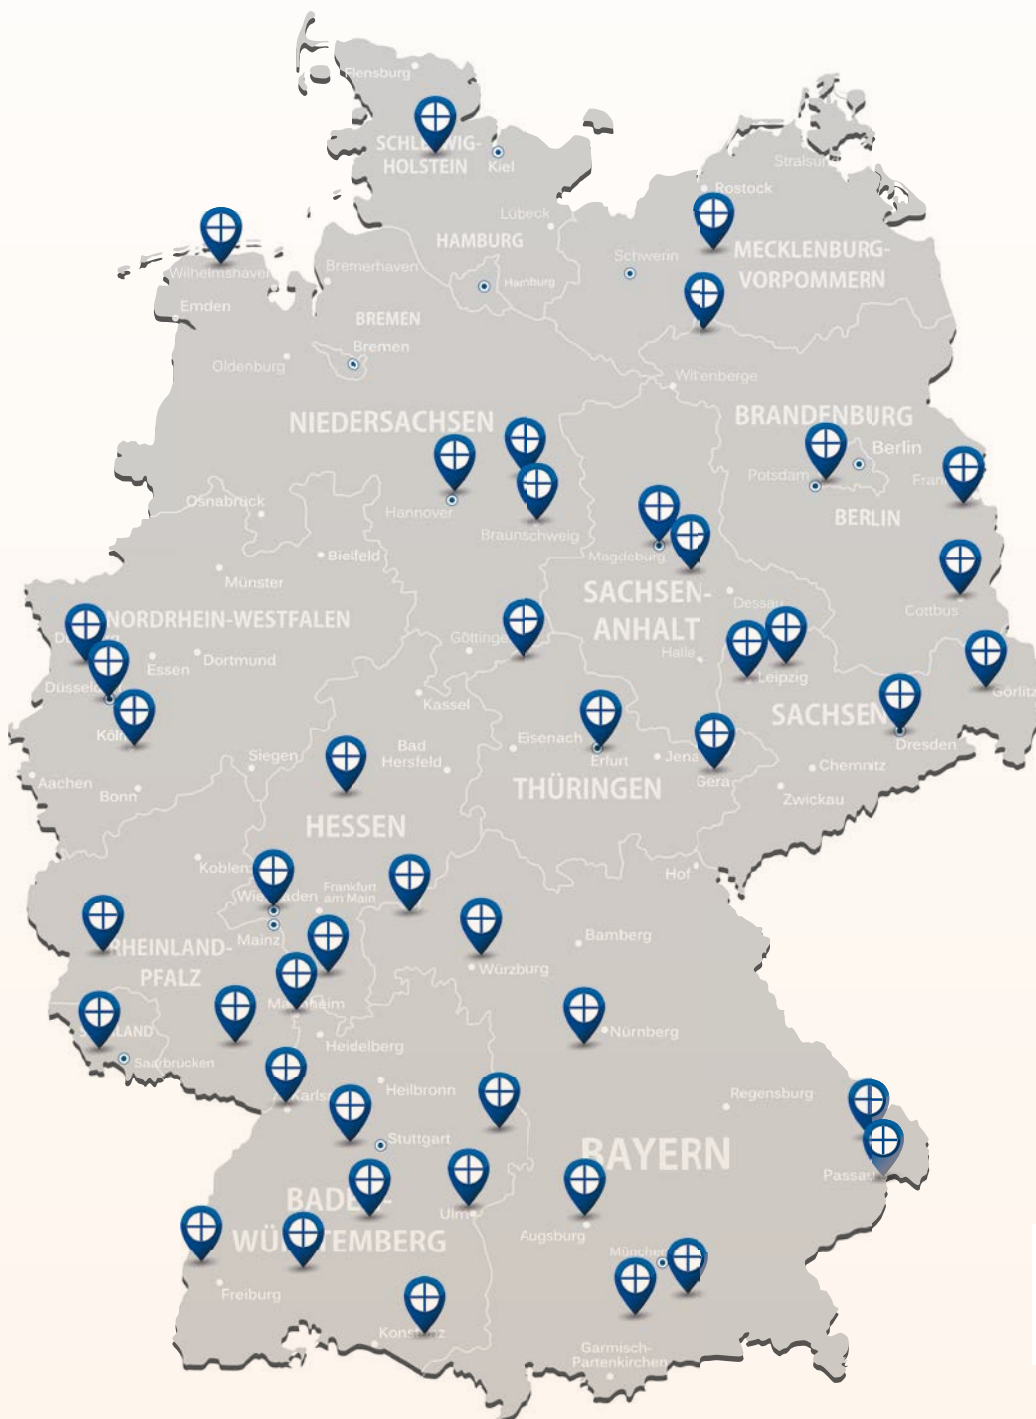 Flensburg
HOLSTEIN
Kiel
Rostock
Lübeck
HAMBURG
Hamburg
Schwerin
MECKLENBURG-
VORPOMMERN
Wilhelmshaven
Bremerhaven
Emden
BREMEN
Bremen
Oldenburg
Wittenberge
NIEDERSACHSEN
BRANDENBURG
Berlin
Potsdam
BERLIN
Osnabrück
Hannover
Braunschweig
Magdeburg
Bielefeld
Münster
SACHSEN-
ANHALT
Dessau
Cottbus
NORDRHEIN-WESTFALEN
Essen
Dortmund
Halle
Leipzig
Görlitz
Kassel
SACHSEN
Dresden
Siegen
Bad
Hersfeld
Eisenach
Erfurt
Jena
Gera
Chemnitz
Zwickau
Aachen
Bonn
THÜRINGEN
HESSEN
Hof
Frankfurt
am Main
Mainz
Bamberg
Würzburg
RHEINLAND-
PFALZ
Nürnberg
Heidelberg
Saarbrücken
Heilbronn
Regensburg
Stuttgart
BAYERN
Passau
Ulm
Augsburg
Freiburg
Garmisch-
Partenkirchen